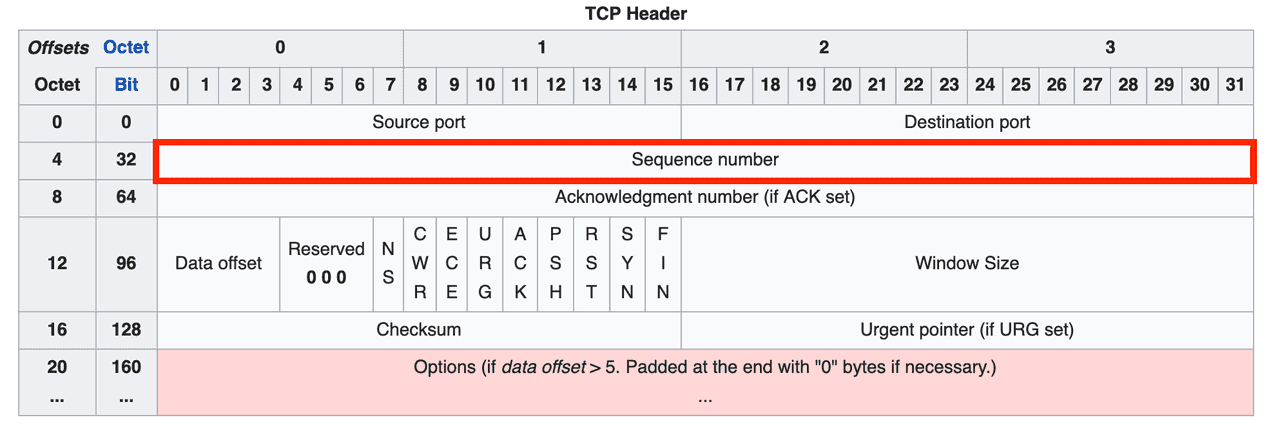 TCP Header
Offsets Octet 0 1 2 3
Octet Bit 0 1 2 3 4 5 6 7 8 9 10 11 12 13 14 15 16 17 18 19 20 21 22 23 24 25 26 27 28 29 30 31
0 0 Source port Destination port
4 32 Sequence number
8 64 Acknowledgment number (if ACK set)
12 96 Data offset Reserved 0 0 0 NS CWR ECE URG ACK PSH RST SYN FIN Window Size
16 128 Checksum Urgent pointer (if URG set)
20 160 Options (if data offset > 5. Padded at the end with "0" bytes if necessary.)
... ... ...